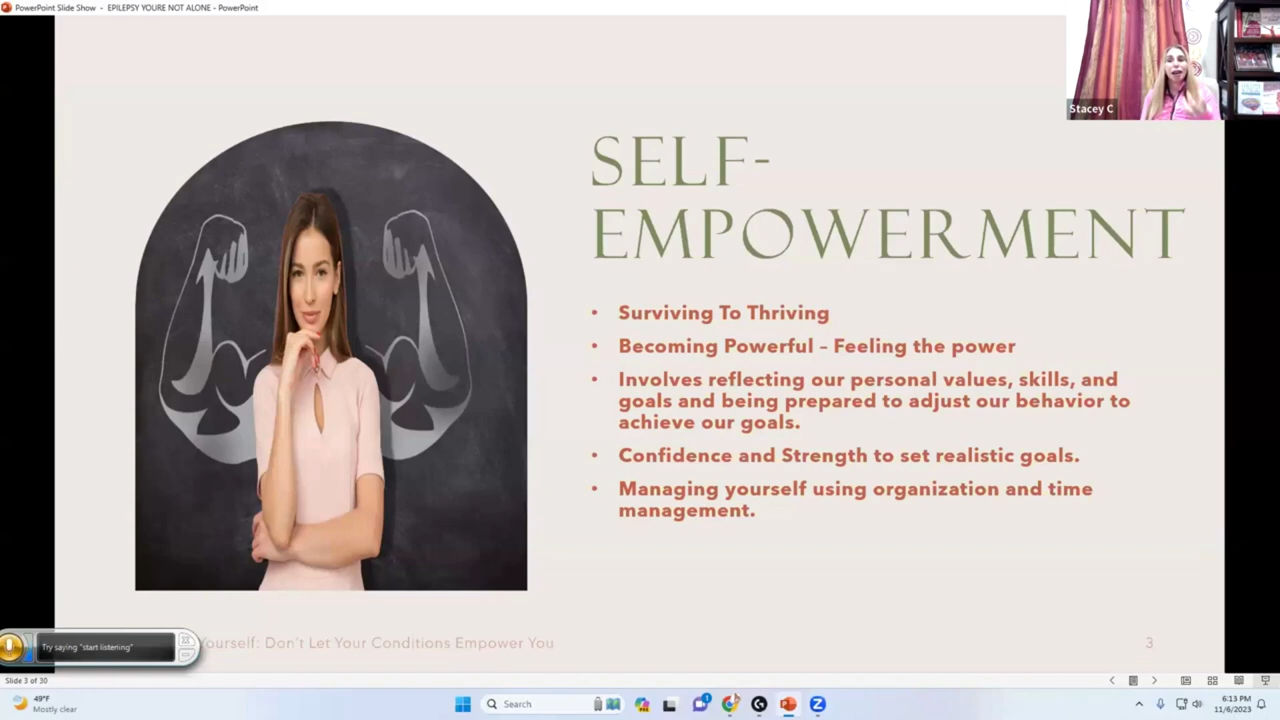 PowerPoint Slide Show - EPILEPSY YOURE NOT ALONE - PowerPoint
Stacey C
SELF-
EMPOWERMENT
• Surviving To Thriving
• Becoming Powerful – Feeling the power
• Involves reflecting our personal values, skills, and
goals and being prepared to adjust our behavior to
achieve our goals.
• Confidence and Strength to set realistic goals.
• Managing yourself using organization and time
management.
Try saying "start listening"
Yourself: Don't Let Your Conditions Empower You
3
Slide 3 of 30
49°F
Mostly clear
Search
1
6:13 PM
11/6/2023